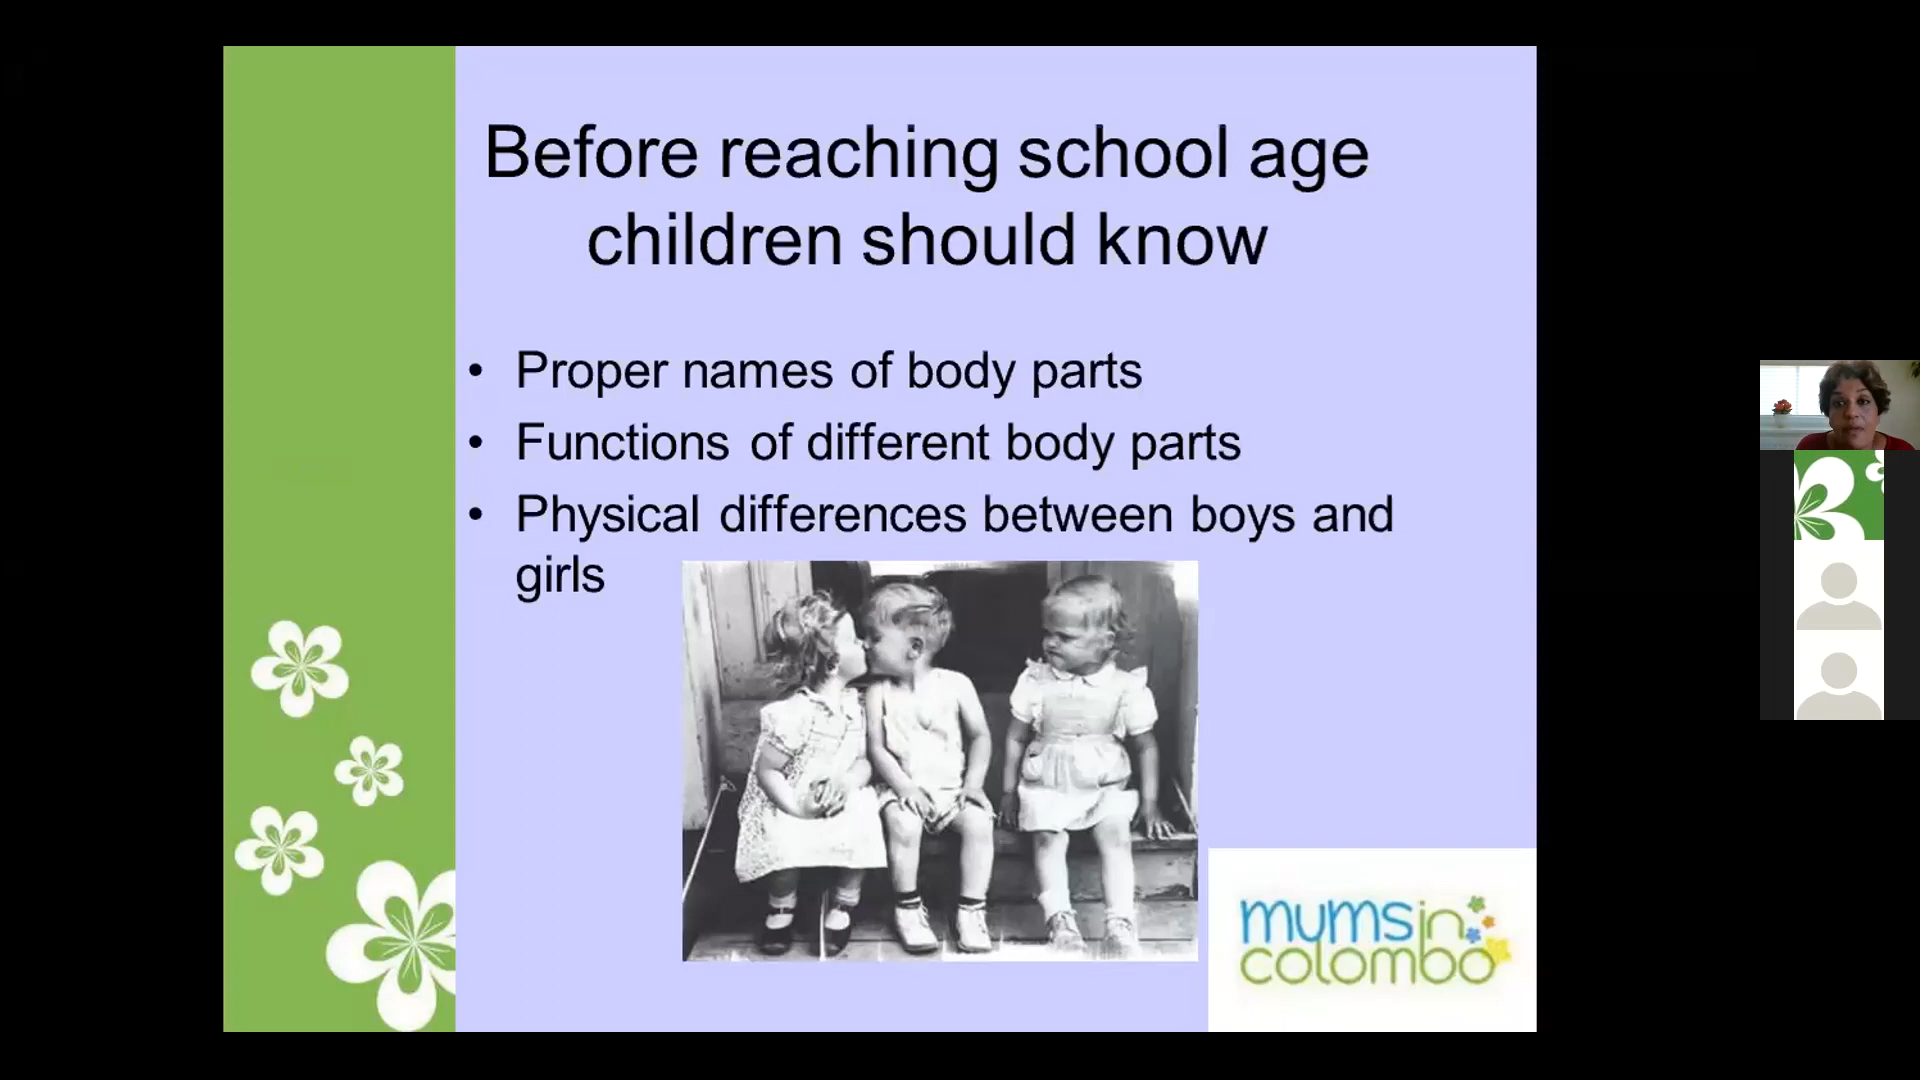 Before reaching school age
children should know
• Proper names of body parts
• Functions of different body parts
• Physical differences between boys and
girls
mums in
colombo